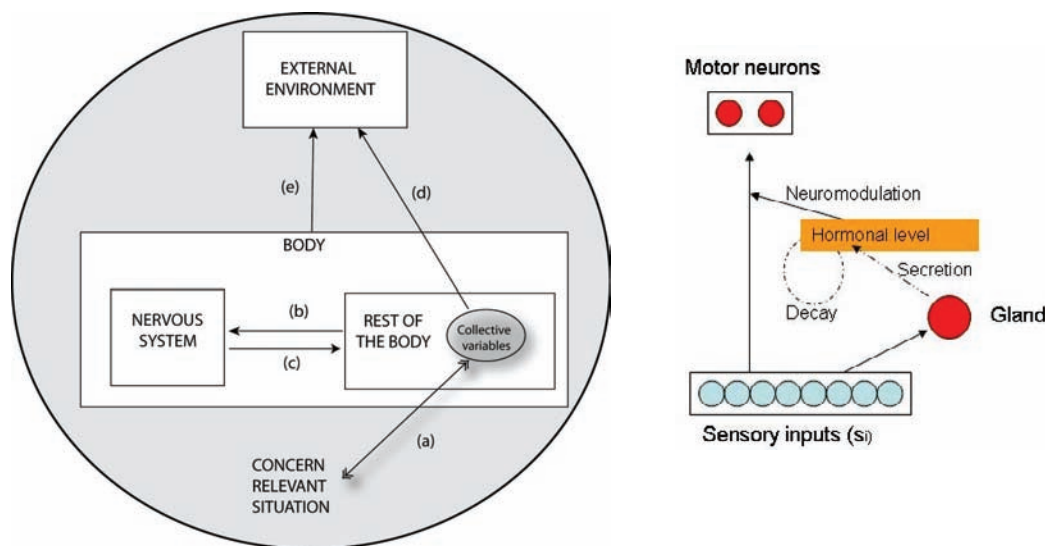 EXTERNAL
ENVIRONMENT
(e)
(d)
BODY
NERVOUS
SYSTEM
(b)
(c)
REST OF
THE BODY
Collective
variables
(a)
CONCERN
RELEVANT
SITUATION
Motor neurons
Neuromodulation
Hormonal level
Secretion
Decay
Gland
Sensory inputs (si)